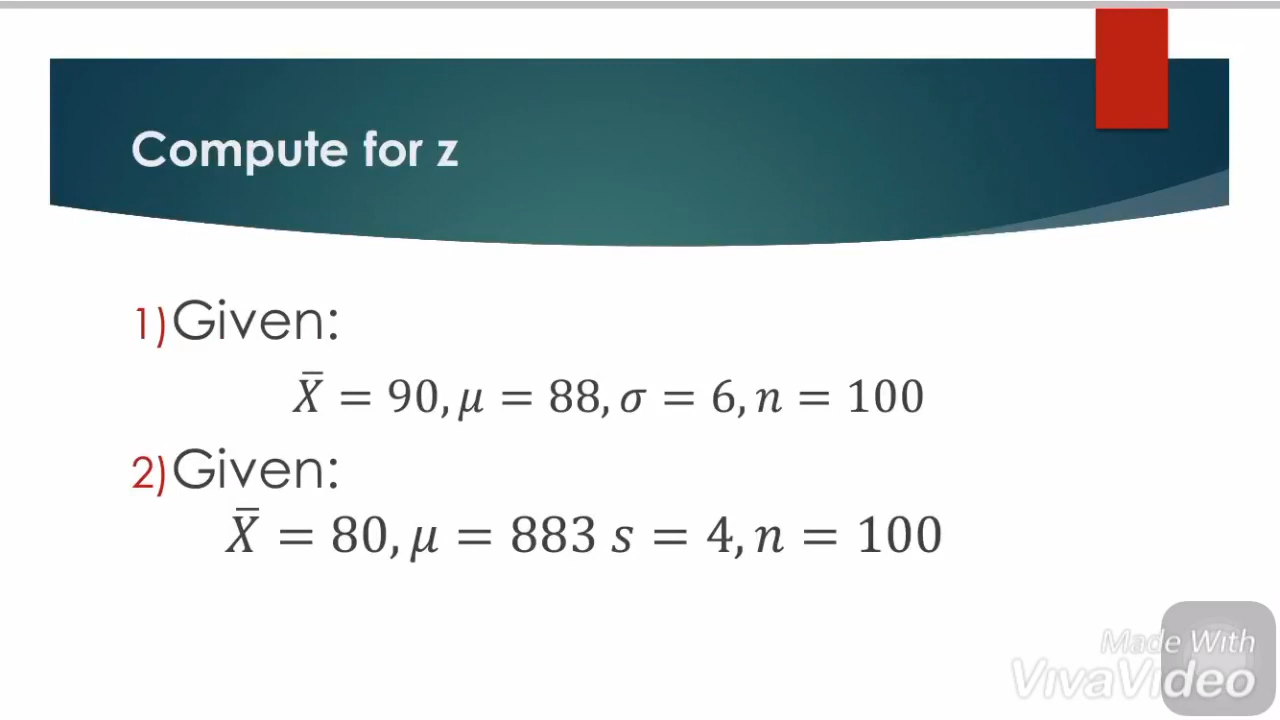 Compute for z
1) Given:
X̄ = 90, μ = 88, σ = 6, n = 100
2) Given:
X̄ = 80, μ = 883 s = 4, n = 100
Made With
VivaVideo